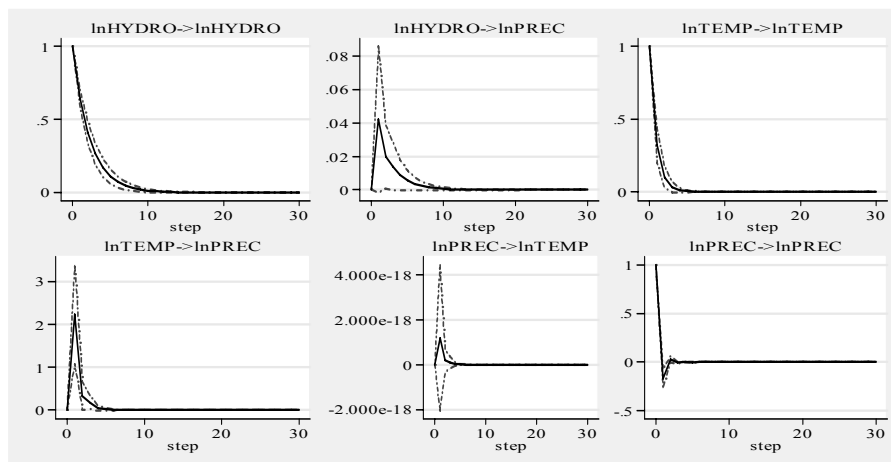 lnHYDRO->lnHYDRO
1
.5
0
0 10 20 30
step
lnHYDRO->lnPREC
.08
.06
.04
.02
0
0 10 20 30
step
lnTEMP->lnTEMP
1
.5
0
0 10 20 30
step
lnTEMP->lnPREC
3
2
1
0
0 10 20 30
step
lnPREC->lnTEMP
4.000e-18
2.000e-18
0
-2.000e-18
0 10 20 30
step
lnPREC->lnPREC
1
.5
0
-.5
0 10 20 30
step